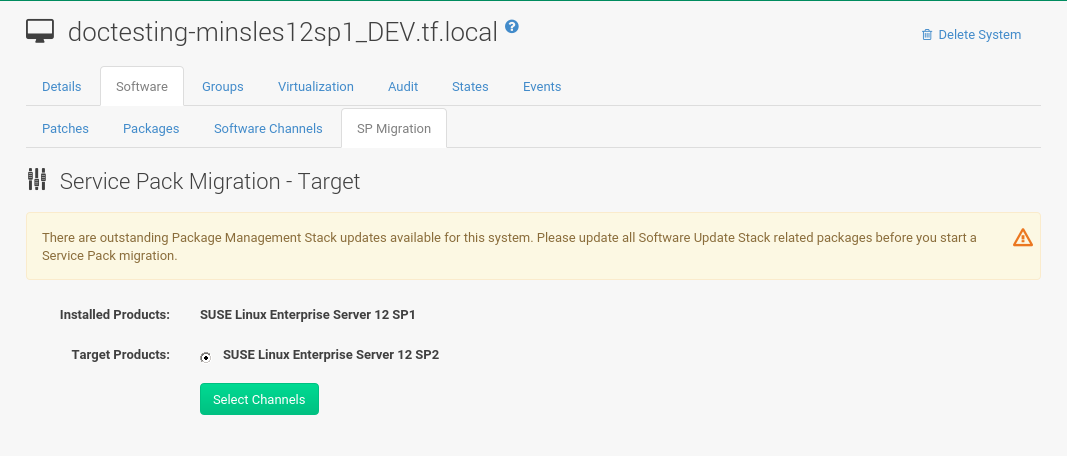 doctesting-minsles12sp1_DEV.tf.local ?
Delete System
Details Software Groups Virtualization Audit States Events
Patches Packages Software Channels SP Migration
Service Pack Migration - Target
There are outstanding Package Management Stack updates available for this system. Please update all Software Update Stack related packages before you start a
Service Pack migration.
Installed Products: SUSE Linux Enterprise Server 12 SP1
Target Products: SUSE Linux Enterprise Server 12 SP2
Select Channels